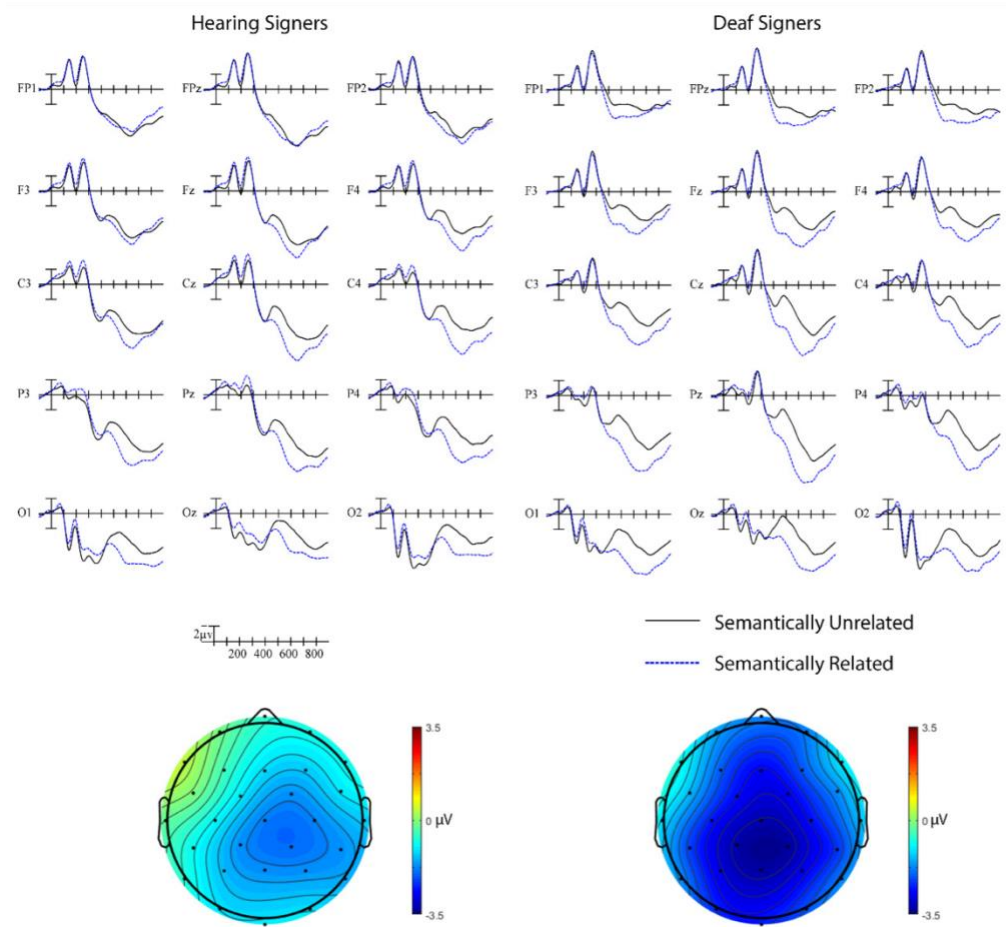 Hearing Signers Deaf Signers
FP1 FPz FP2 FP1 FPz FP2
F3 Fz F4 F3 Fz F4
C3 Cz C4 C3 Cz C4
P3 Pz P4 P3 Pz P4
O1 Oz O2 O1 Oz O2
2μv
200 400 600 800
Semantically Unrelated
Semantically Related
3.5 3.5
0 μV 0 μV
-3.5 -3.5